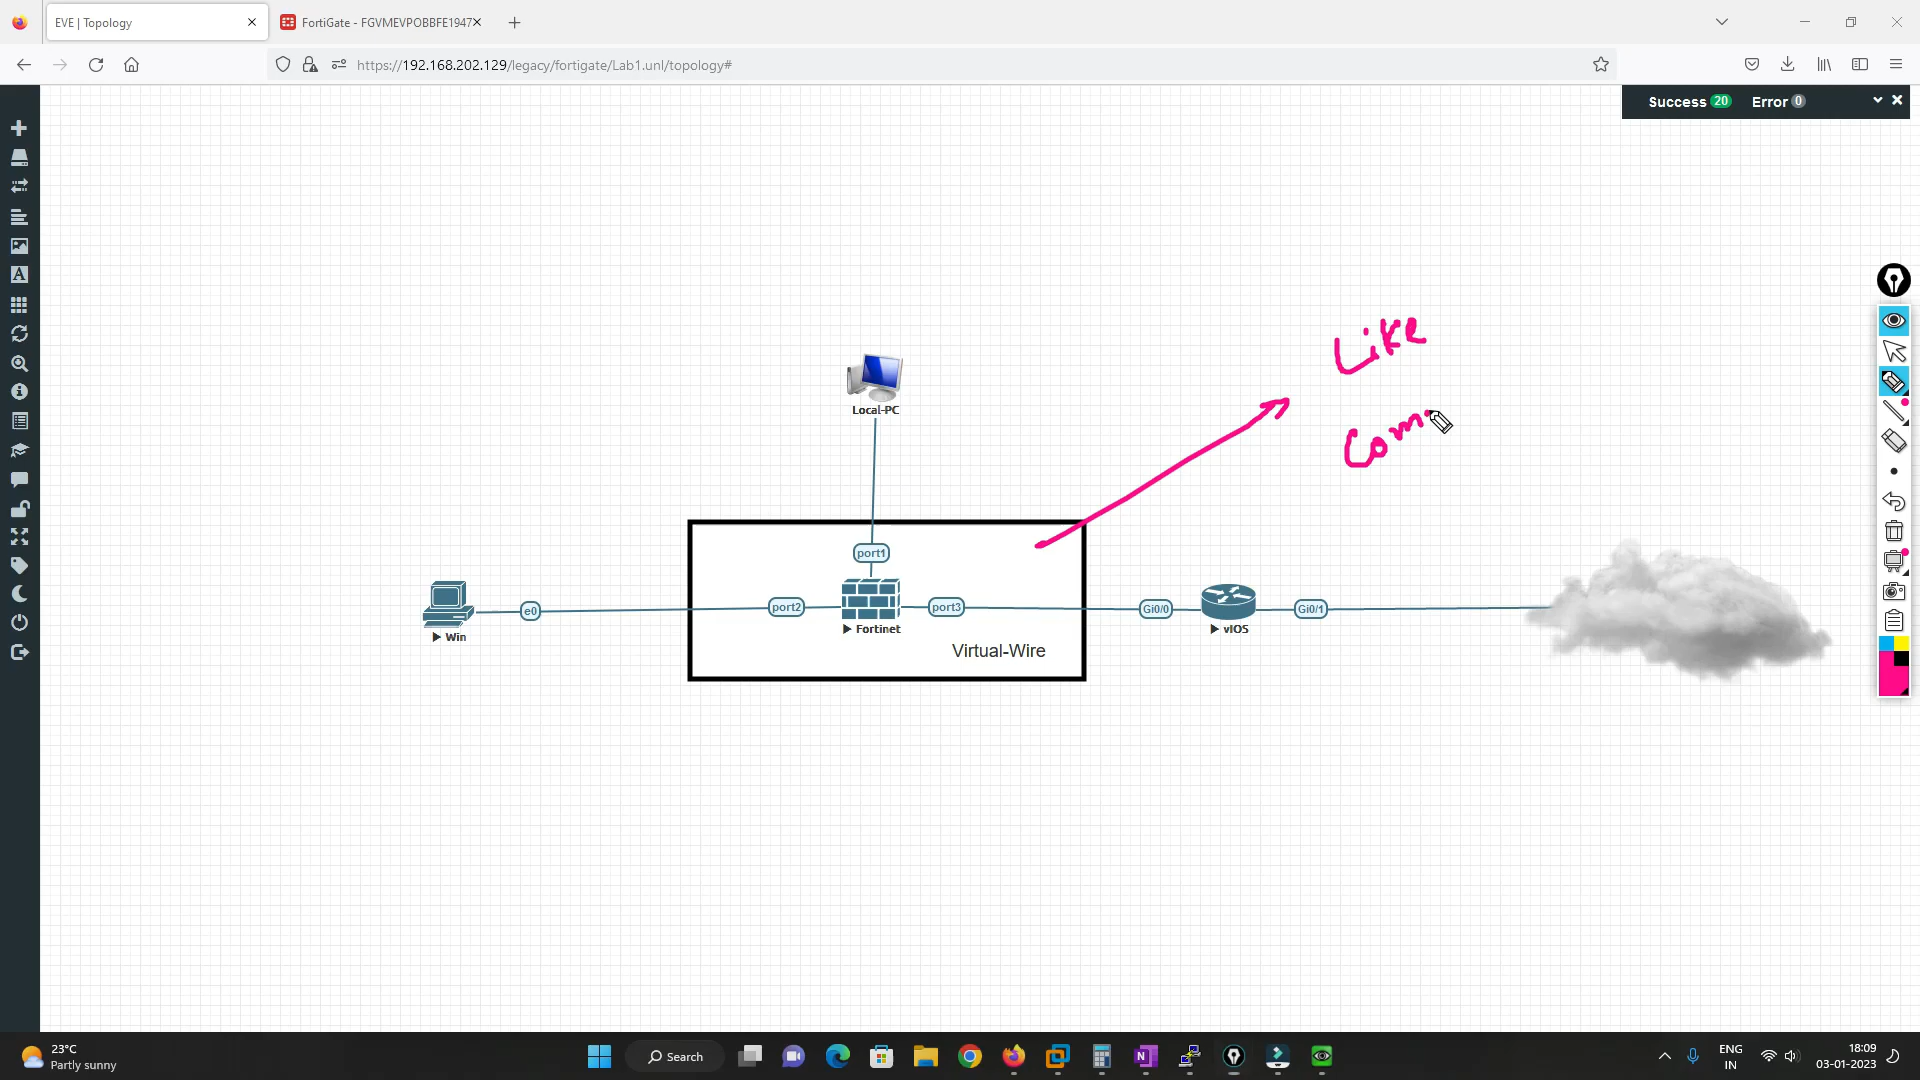 EVE | Topology
FortiGate - FGVMEVPOBBFE1947
https://192.168.202.129/legacy/fortigate/Lab1.unl/topology#
Success 20 Error 0
Like
Com
Local-PC
port1
e0
port2
port3
Gi0/0
Gi0/1
Win
Fortinet
vIOS
Virtual-Wire
23°C
Partly sunny
Search
ENG
IN
18:09
03-01-2023